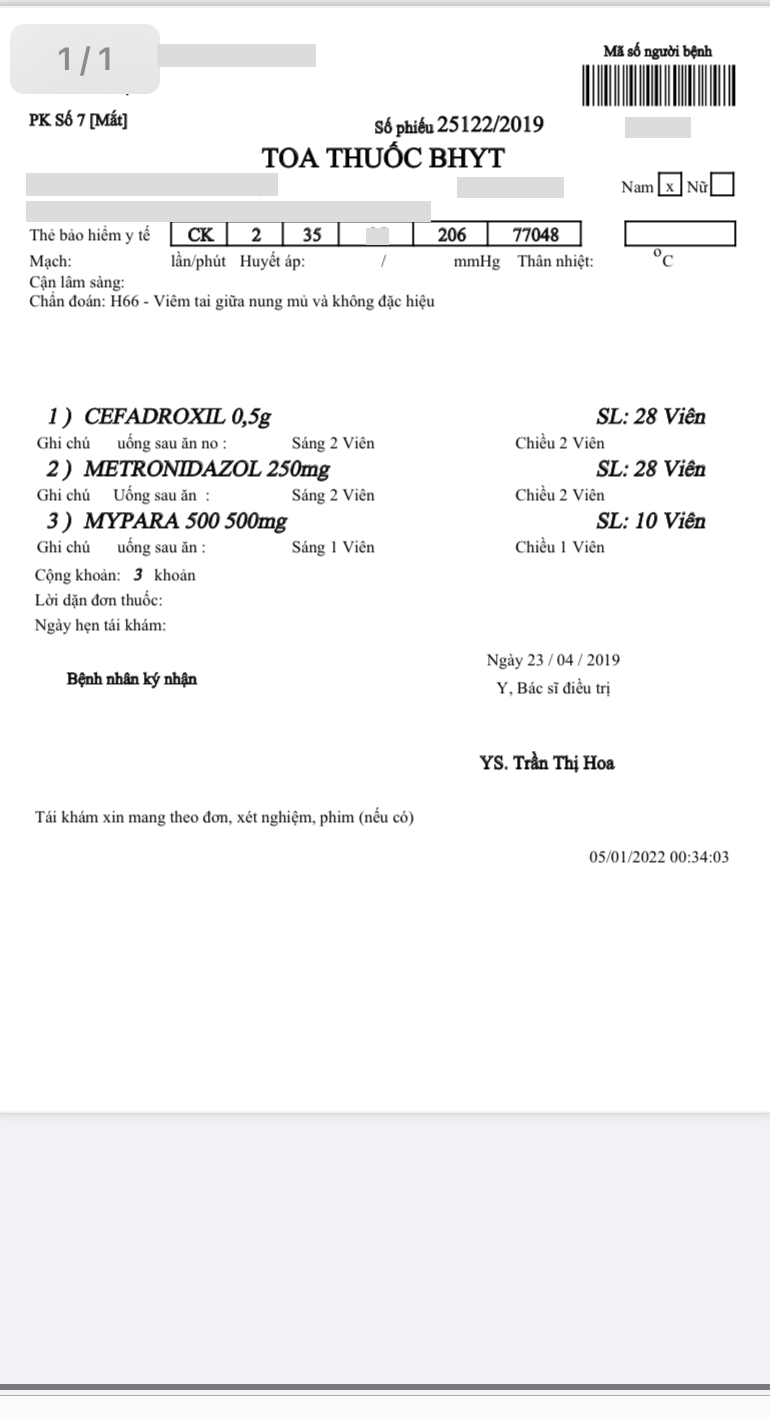 1/1
Mã số người bệnh
PK Số 7 [Mắt]
Số phiếu 25122/2019
TOA THUỐC BHYT
Nam x Nữ
Thẻ bảo hiểm y tế CK 2 35 206 77048
Mạch: lần/phút Huyết áp: / mmHg Thân nhiệt: °C
Cận lâm sàng:
Chẩn đoán: H66 - Viêm tai giữa nung mủ và không đặc hiệu
1 ) CEFADROXIL 0,5g SL: 28 Viên
Ghi chú uống sau ăn no : Sáng 2 Viên Chiều 2 Viên
2 ) METRONIDAZOL 250mg SL: 28 Viên
Ghi chú Uống sau ăn : Sáng 2 Viên Chiều 2 Viên
3 ) MYPARA 500 500mg SL: 10 Viên
Ghi chú uống sau ăn : Sáng 1 Viên Chiều 1 Viên
Cộng khoản: 3 khoản
Lời dặn đơn thuốc:
Ngày hẹn tái khám:
Ngày 23 / 04 / 2019
Bệnh nhân ký nhận
Y, Bác sĩ điều trị
YS. Trần Thị Hoa
Tái khám xin mang theo đơn, xét nghiệm, phim (nếu có)
05/01/2022 00:34:03